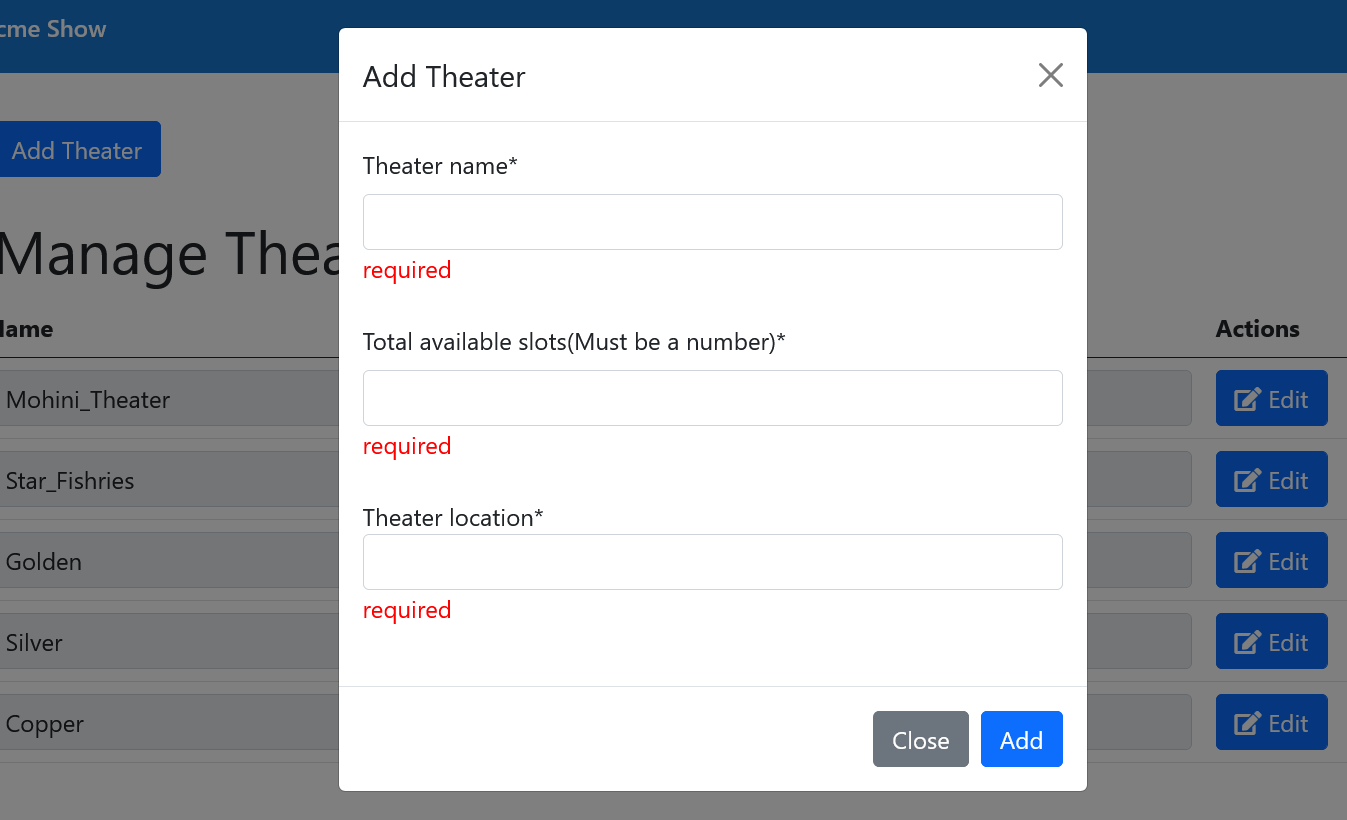 cme Show
Add Theater
Add Theater
Theater name*
required
Manage Thea
Total available slots(Must be a number)*
required
ame
Actions
Mohini_Theater
Edit
Star_Fishries
Edit
Theater location*
required
Golden
Edit
Silver
Edit
Copper
Edit
Close
Add